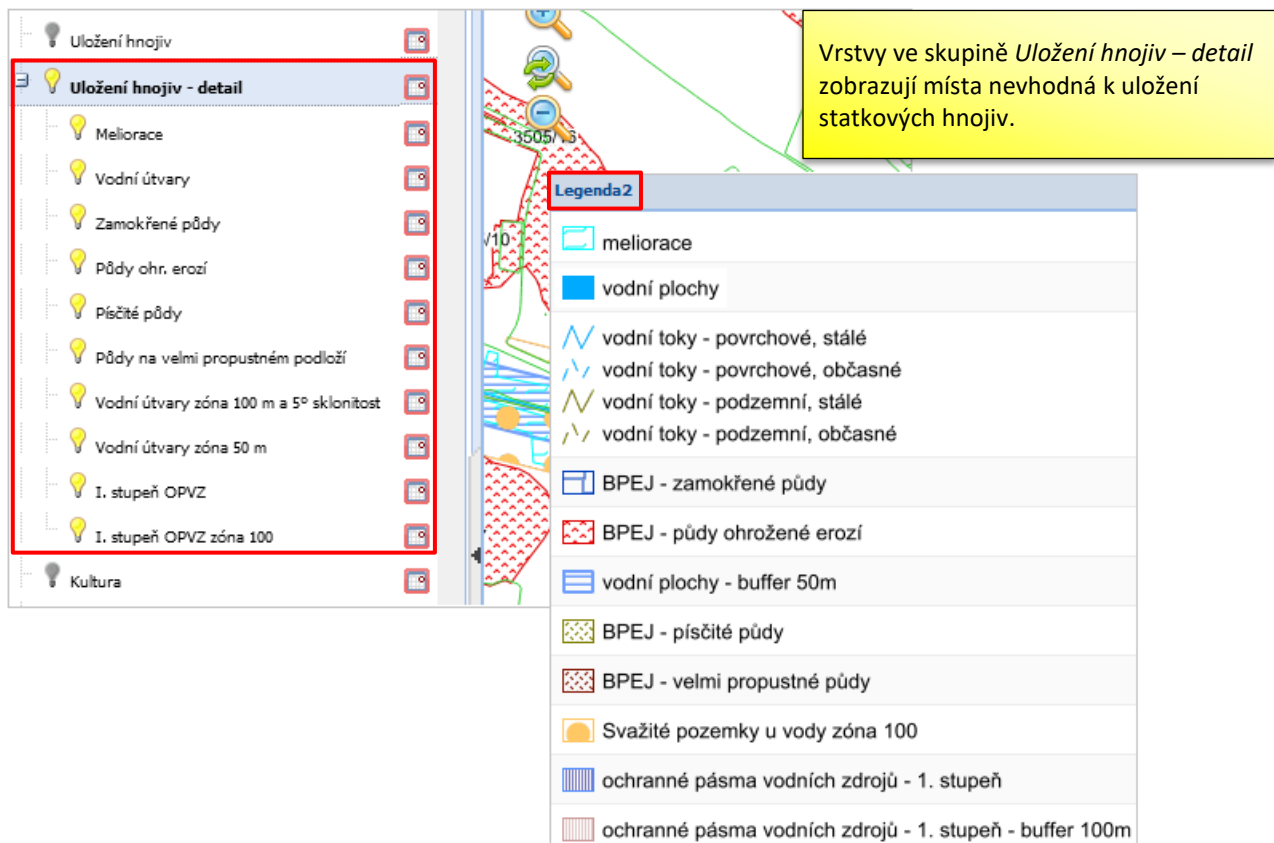 Uložení hnojiv
Uložení hnojiv - detail
Meliorace
Vodní útvary
Zamokřené půdy
Půdy ohr. erozí
Písčité půdy
Půdy na velmi propustném podloží
Vodní útvary zóna 100 m a 5º sklonitost
Vodní útvary zóna 50 m
I. stupeň OPVZ
I. stupeň OPVZ zóna 100
Kultura
3505/16
/10
Vrstvy ve skupině Uložení hnojiv – detail
zobrazují místa nevhodná k uložení
statkových hnojiv.
Legenda2
meliorace
vodní plochy
vodní toky - povrchové, stálé
vodní toky - povrchové, občasné
vodní toky - podzemní, stálé
vodní toky - podzemní, občasné
BPEJ - zamokřené půdy
BPEJ - půdy ohrožené erozí
vodní plochy - buffer 50m
BPEJ - písčité půdy
BPEJ - velmi propustné půdy
Svažité pozemky u vody zóna 100
ochranné pásma vodních zdrojů - 1. stupeň
ochranné pásma vodních zdrojů - 1. stupeň - buffer 100m